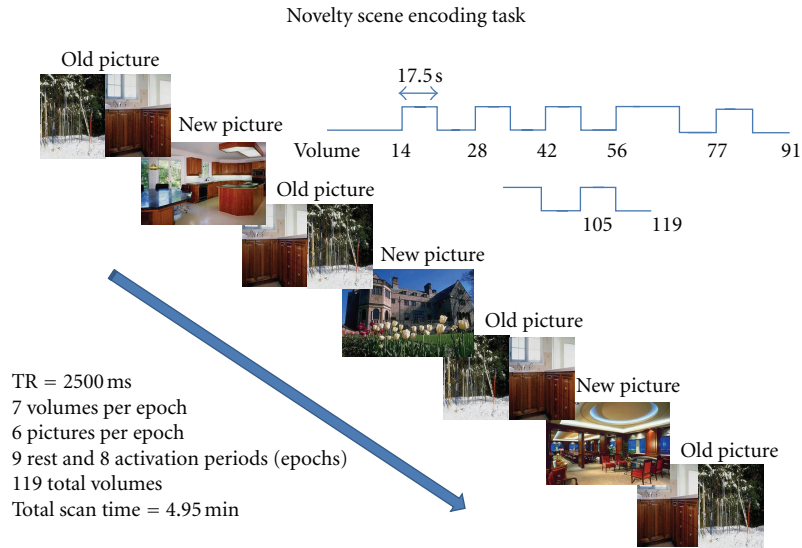 Novelty scene encoding task
Old picture
17.5 s
New picture
Volume 14 28 42 56 77 91
Old picture
105 119
New picture
Old picture
TR = 2500 ms
7 volumes per epoch
6 pictures per epoch
9 rest and 8 activation periods (epochs)
119 total volumes
Total scan time = 4.95 min
New picture
Old picture